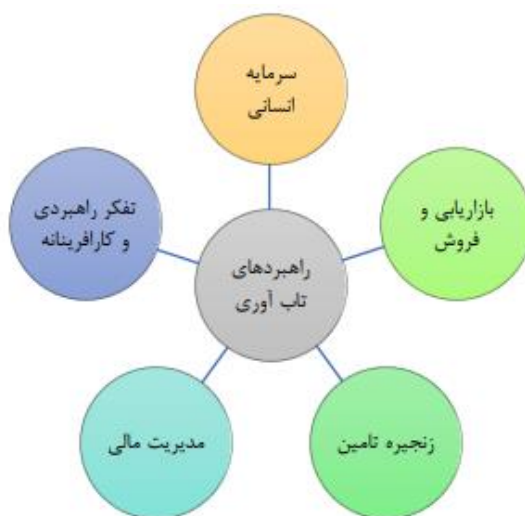 سرمایه
انسانی
بازاریابی و
فروش
تفکر راهبردی
و کارافرینانه
راهبردهای
تاب آوری
زنجیره تامین
مدیریت مالی